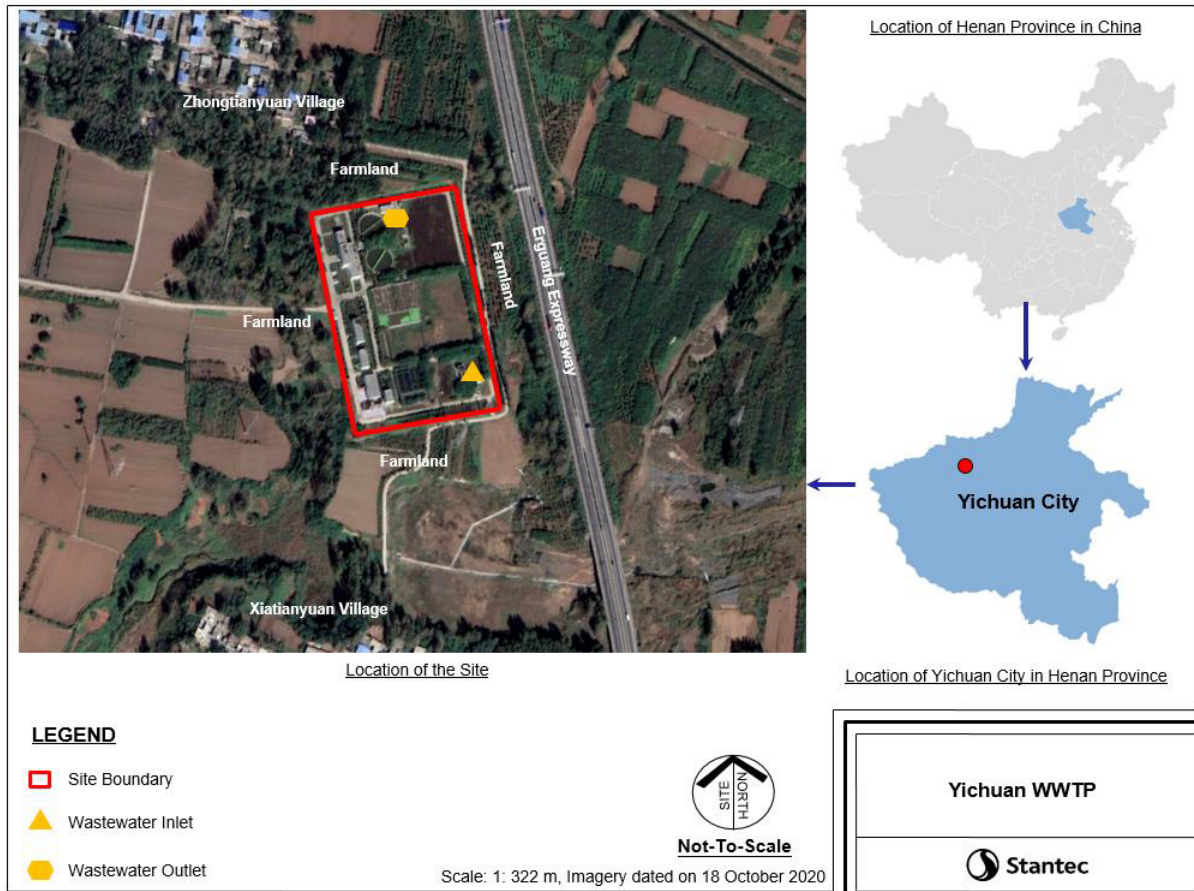 Location of Henan Province in China
Zhongtianyuan Village
Farmland
Farmland
Erguang Expressway
Farmland
Farmland
Xiatianyuan Village
Yichuan City
Location of the Site
Location of Yichuan City in Henan Province
LEGEND
Site Boundary
Wastewater Inlet
Wastewater Outlet
SITE
NORTH
Not-To-Scale
Scale: 1: 322 m, Imagery dated on 18 October 2020
Yichuan WWTP
Stantec